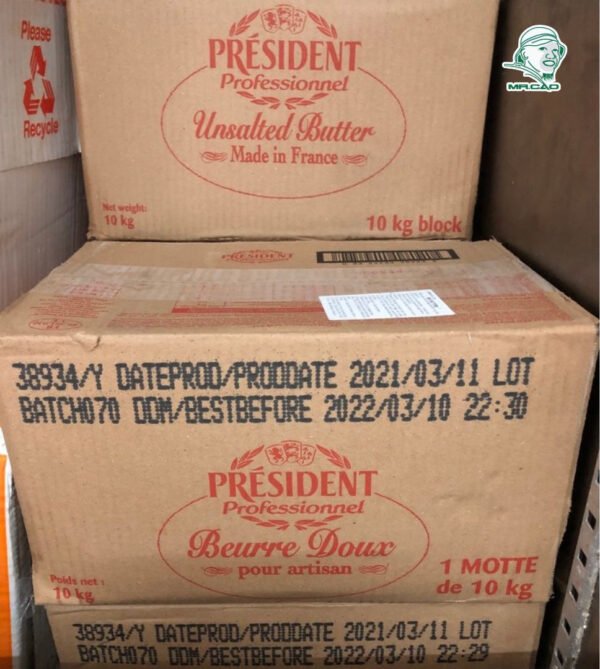 Please
Recycle
MR.CAO
PRÉSIDENT
Professionnel
Unsalted Butter
Made in France
Net weight:
10 kg
10 kg block
PRÉSIDENT
38934/Y DATEPROD/PRODDATE 2021/03/11 LOT
BATCH070 DDM/BESTBEFORE 2022/03/10 22:30
PRÉSIDENT
Professionnel
Beurre Doux
pour artisan
Poids net :
10 kg
1 MOTTE
de 10 kg
38934/Y DATEPROD/PRODDATE 2021/03/11 LOT
BATCH070 DDM/BESTBEFORE 2022/03/10 22:29